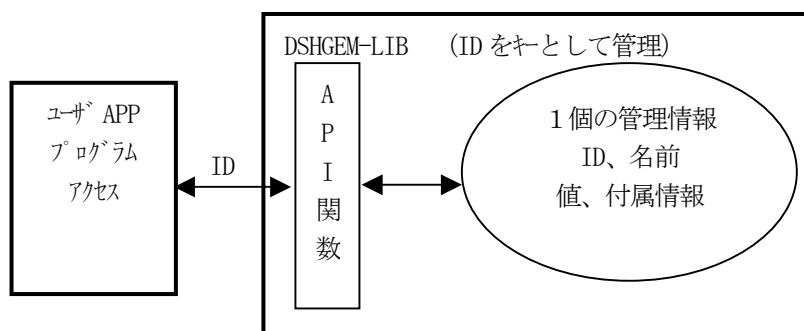 DSHGEM-LIB (ID をキーとして管理)
ユーザ APP
プログラム
アクセス
ID
A
P
I
関
数
1個の管理情報
ID、名前
値、付属情報